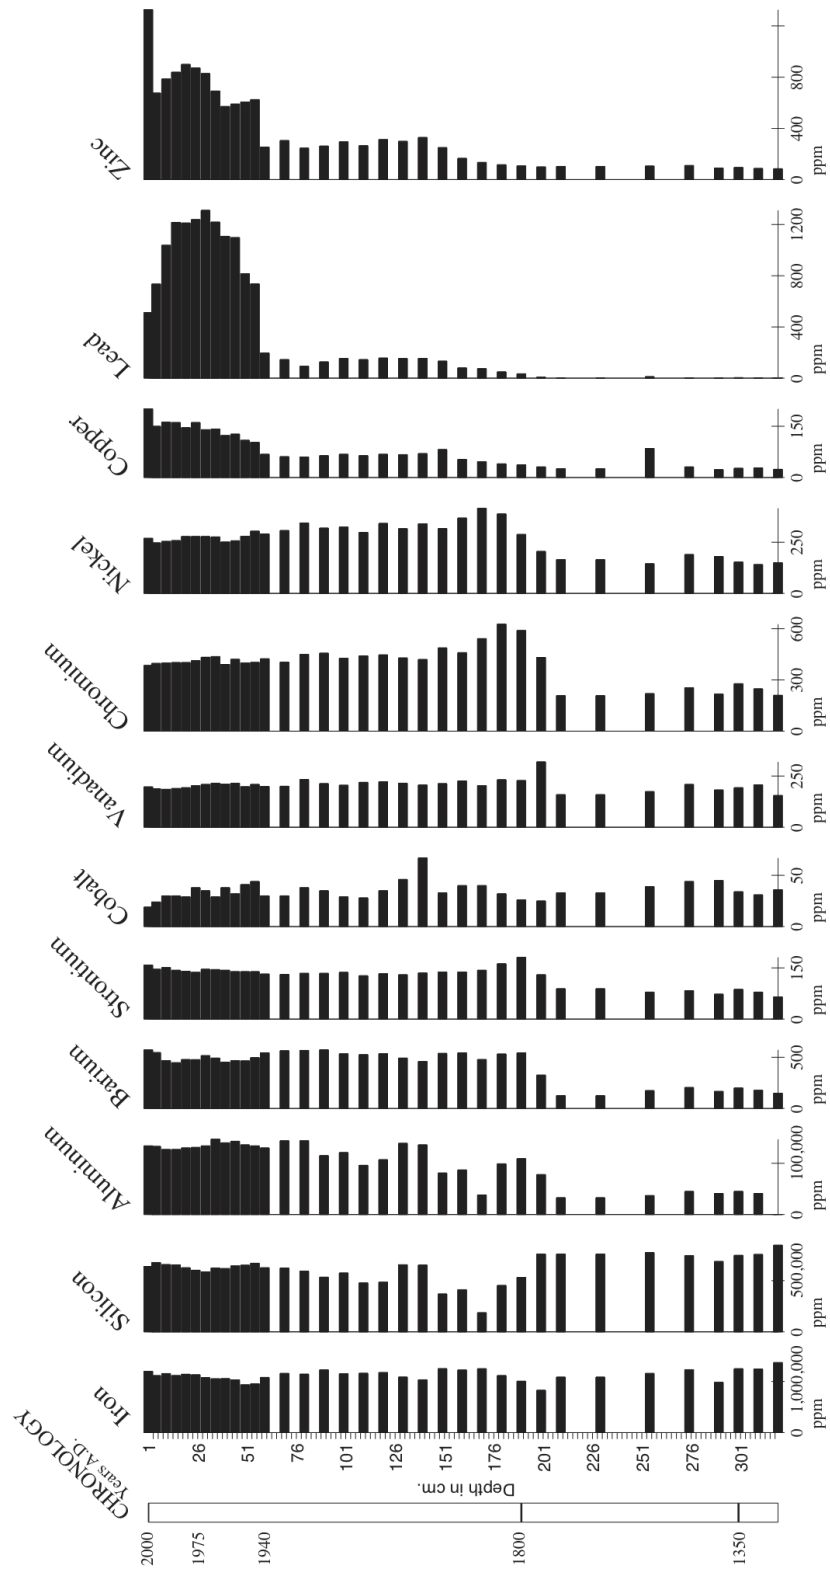 CHRONOLOGY
Years A.D.
2000
1975
1940
1800
1350
Depth in cm.
1
26
51
76
101
126
151
176
201
226
251
276
301
Iron
0
1,000,000
Silicon
0
500,000
ppm
Aluminum
0
100,000
ppm
Barium
0
500
ppm
Strontium
0
150
ppm
Cobalt
0
50
ppm
Vanadium
0
250
ppm
Chromium
0
300
600
ppm
Nickel
0
250
ppm
Copper
0
150
ppm
Lead
0
400
800
1200
ppm
Zinc
0
400
800
ppm